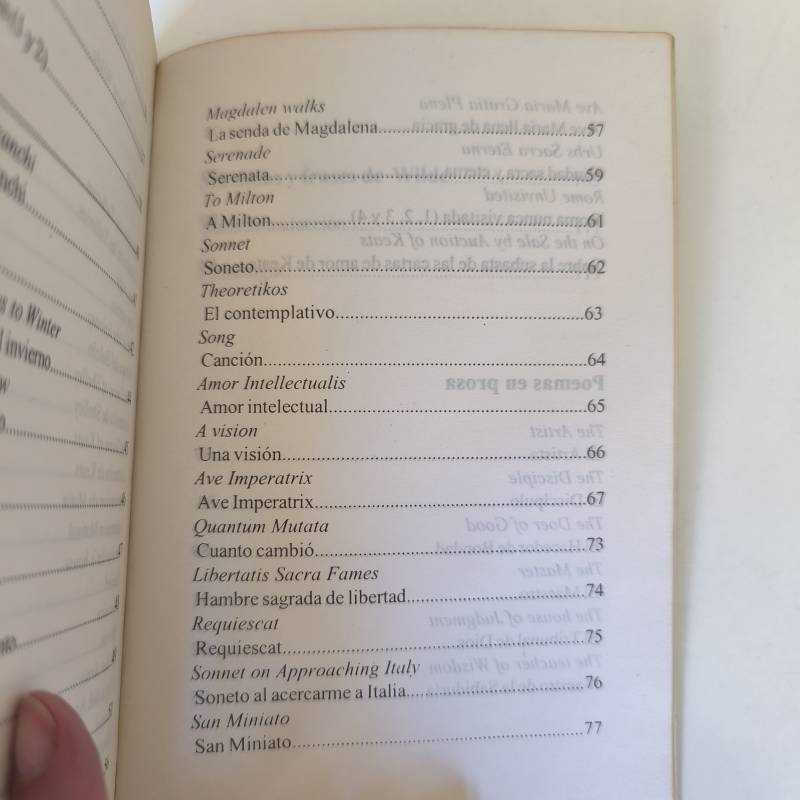 s to Winter
l invierno
Magdalen walks
La senda de Magdalena..........57
Serenade
Serenata..........59
To Milton
A Milton..........61
Sonnet
Soneto..........62
Theoretikos
El contemplativo..........63
Song
Canción..........64
Amor Intellectualis
Amor intelectual..........65
A vision
Una visión..........66
Ave Imperatrix
Ave Imperatrix..........67
Quantum Mutata
Cuanto cambió..........73
Libertatis Sacra Fames
Hambre sagrada de libertad..........74
Requiescat
Requiescat..........75
Sonnet on Approaching Italy
Soneto al acercarme a Italia..........76
San Miniato
San Miniato..........77